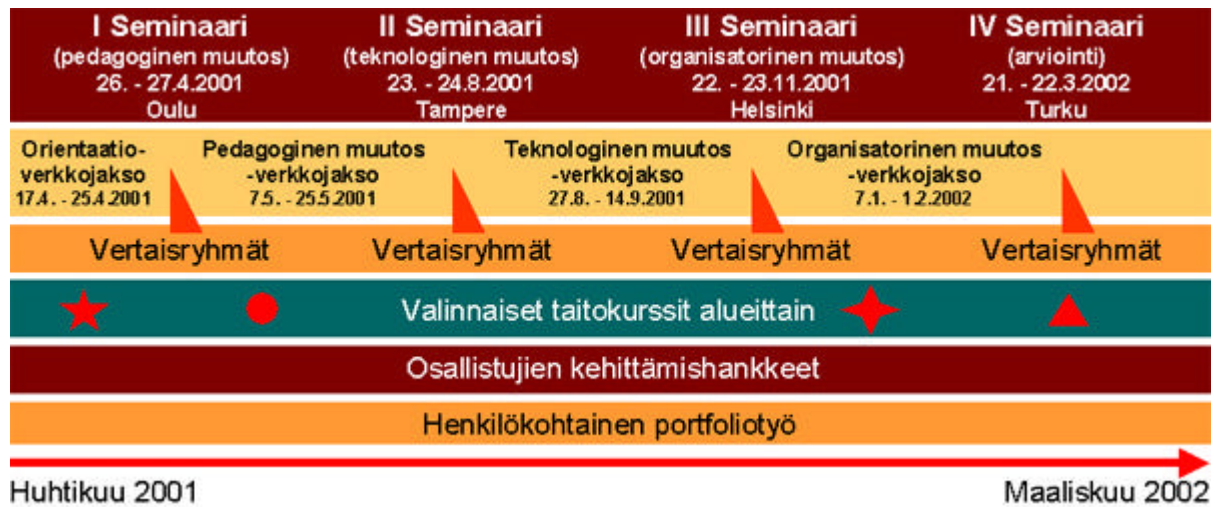 I Seminaari
(pedagoginen muutos)
26. - 27.4.2001
Oulu
II Seminaari
(teknologinen muutos)
23. - 24.8.2001
Tampere
III Seminaari
(organisatorinen muutos)
22. - 23.11.2001
Helsinki
IV Seminaari
(arviointi)
21. - 22.3.2002
Turku
Orientaatio-
verkkojakso
17.4. - 25.4.2001
Pedagoginen muutos
-verkkojakso
7.5. - 25.5.2001
Teknologinen muutos
-verkkojakso
27.8. - 14.9.2001
Organisatorinen muutos
-verkkojakso
7.1. - 1.2.2002
Vertaisryhmät
Vertaisryhmät
Vertaisryhmät
Vertaisryhmät
Valinnaiset taitokurssit alueittain
Osallistujien kehittämishankkeet
Henkilökohtainen portfoliotyö
Huhtikuu 2001
Maaliskuu 2002